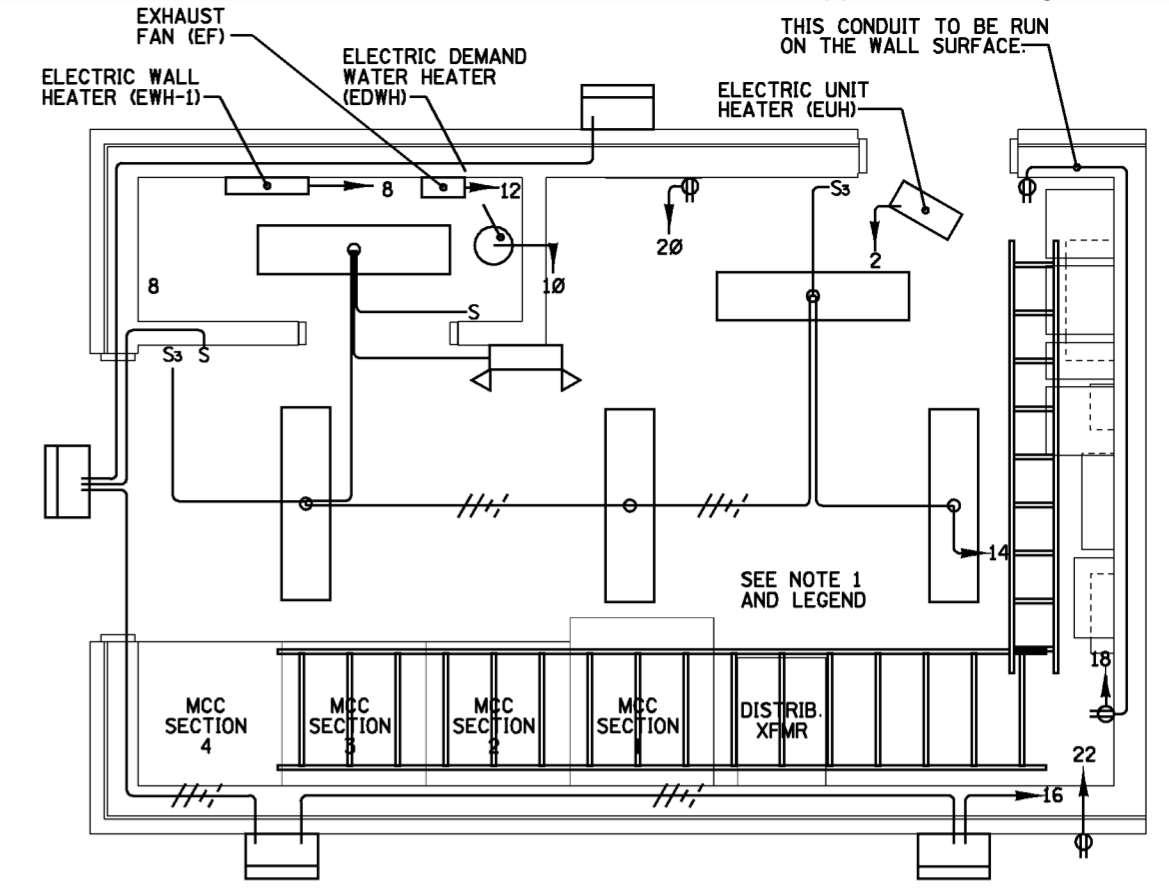 EXHAUST
FAN (EF)
THIS CONDUIT TO BE RUN
ON THE WALL SURFACE.
ELECTRIC DEMAND
WATER HEATER
(EDWH)
ELECTRIC WALL
HEATER (EWH-1)
ELECTRIC UNIT
HEATER (EUH)
8
12
S3
20
2
10
8
S
S3
S
14
SEE NOTE 1
AND LEGEND
18
MCC
SECTION
4
MCC
SECTION
3
MCC
SECTION
2
MCC
SECTION
1
DISTRIB.
XFMR
22
16